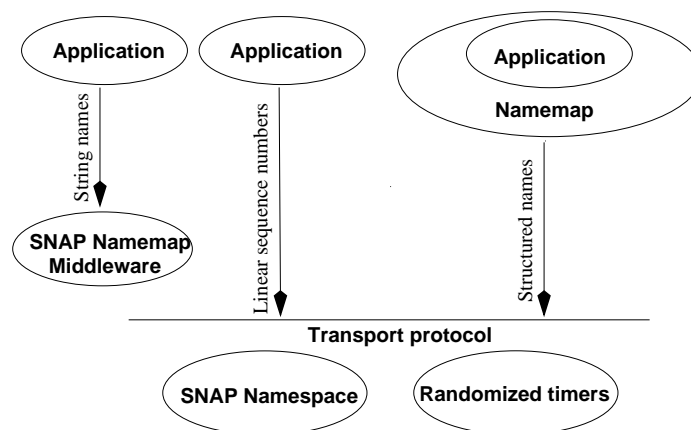 Application
Application
Application
Namemap
String names
Linear sequence numbers
Structured names
SNAP Namemap
Middleware
Transport protocol
SNAP Namespace
Randomized timers